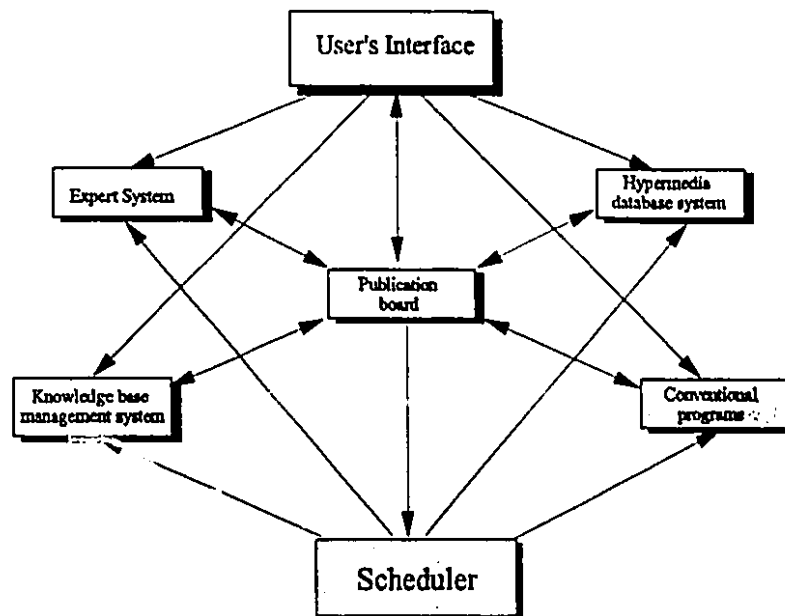 User's Interface
Expert System
Hypermedia
database system
Publication
board
Knowledge base
management system
Conventional
programs
Scheduler